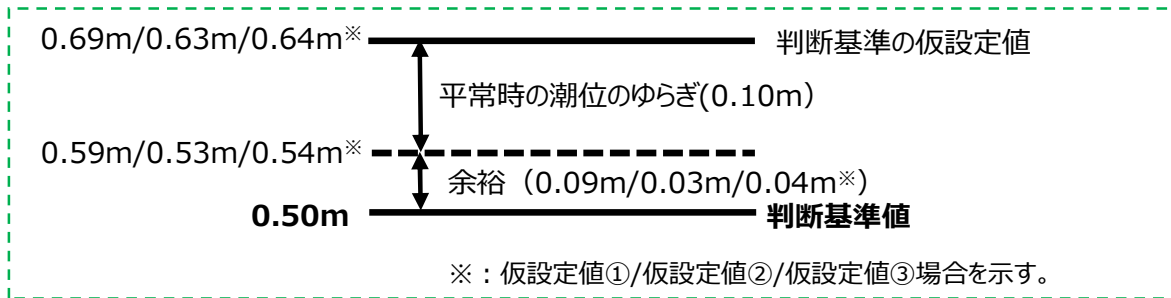 0.69m/0.63m/0.64m※ 判断基準の仮設定値
平常時の潮位のゆらぎ(0.10m）
0.59m/0.53m/0.54m※
余裕（0.09m/0.03m/0.04m※）
0.50m 判断基準値
※：仮設定値①/仮設定値②/仮設定値③場合を示す。